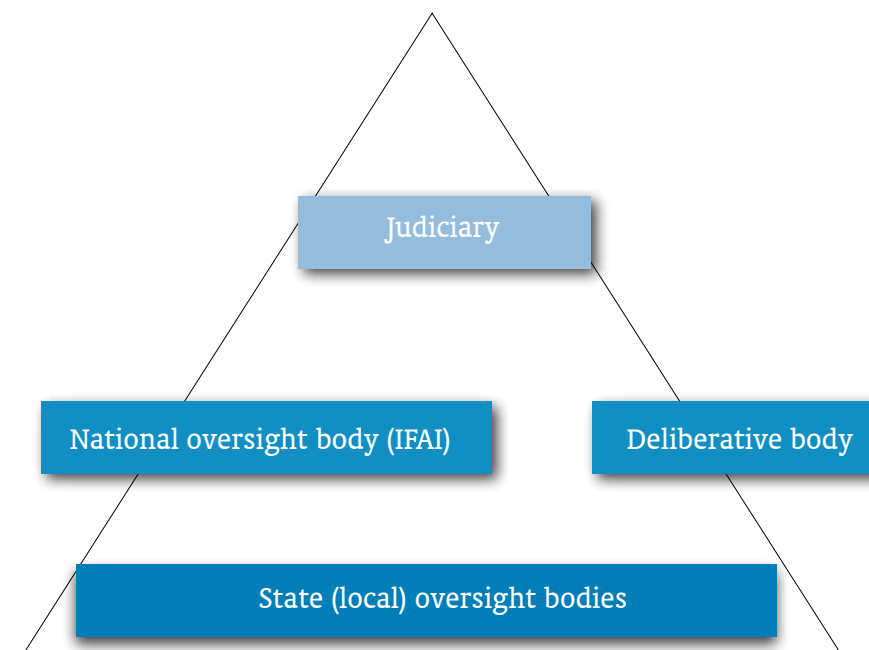 Judiciary
National oversight body (IFAI)
Deliberative body
State (local) oversight bodies